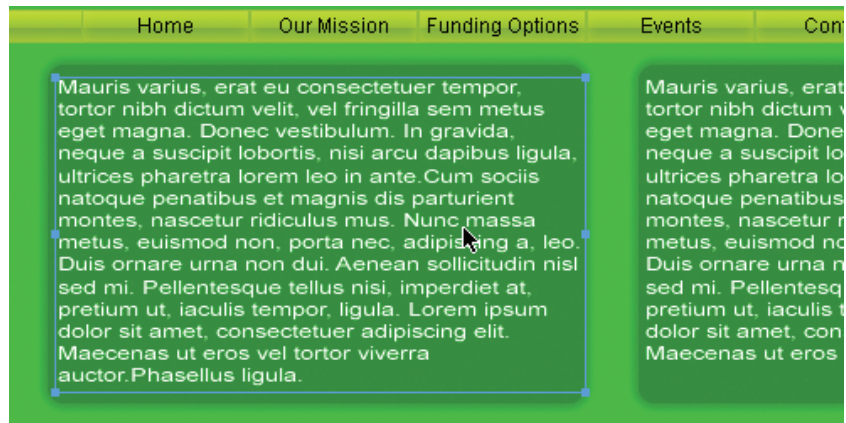 Home Our Mission Funding Options Events
Mauris varius, erat eu consectetuer tempor,
tortor nibh dictum velit, vel fringilla sem metus
eget magna. Donec vestibulum. In gravida,
neque a suscipit lobortis, nisi arcu dapibus ligula,
ultrices pharetra lorem leo in ante.Cum sociis
natoque penatibus et magnis dis parturient
montes, nascetur ridiculus mus. Nunc massa
metus, euismod non, porta nec, adipiscing a, leo.
Duis ornare urna non dui. Aenean sollicitudin nisl
sed mi. Pellentesque tellus nisi, imperdiet at,
pretium ut, iaculis tempor, ligula. Lorem ipsum
dolor sit amet, consectetuer adipiscing elit.
Maecenas ut eros vel tortor viverra
auctor.Phasellus ligula.
Mauris varius, erat
tortor nibh dictum
eget magna.
neque a suscipit
ultrices pharetra
natoque penatibus
montes, nascetur
metus, euismod
Duis ornare urna
sed mi.
pretium ut, iaculis
dolor sit amet,
Maecenas ut eros